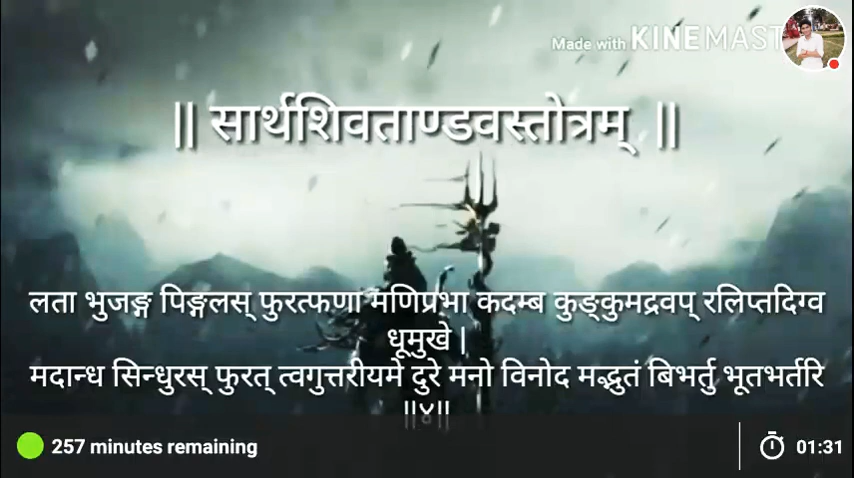 Made with KINEMAST
|| सार्थशिवताण्डवस्तोत्रम् ||
लता भुजङ्ग पिङ्गलस् फुरत्फणा मणिप्रभा कदम्ब कुङ्कुमद्रवप् रलिप्तदिग्व
धूमुखे |
मदान्ध सिन्धुरस् फुरत् त्वगुत्तरीयमे दुरे मनो विनोद मद्भुतं बिभर्तु भूतभर्तरि
||४||
257 minutes remaining
01:31